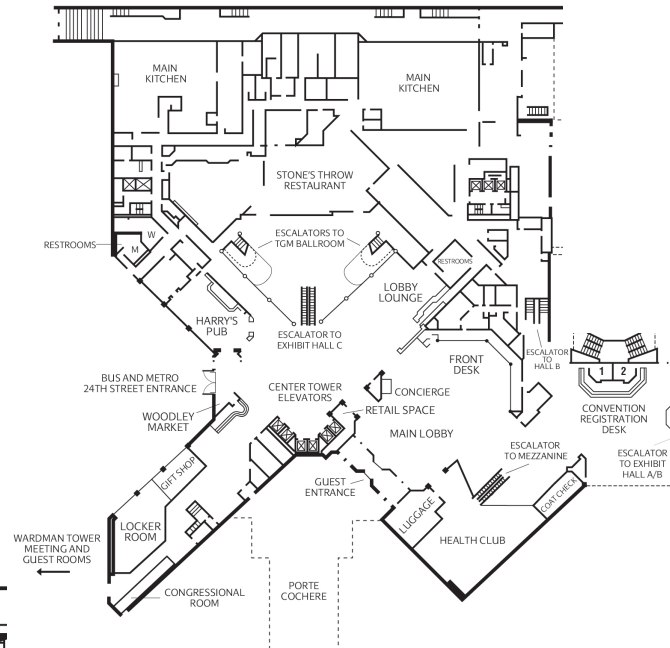 MAIN
KITCHEN
MAIN
KITCHEN
STONE'S THROW
RESTAURANT
RESTROOMS
W
M
ESCALATORS TO
TGM BALLROOM
RESTROOMS
LOBBY
LOUNGE
HARRY'S
PUB
ESCALATOR TO
EXHIBIT HALL C
FRONT
DESK
ESCALATOR
TO
HALL B
1
2
CONVENTION
REGISTRATION
DESK
BUS AND METRO
24TH STREET ENTRANCE
CENTER TOWER
ELEVATORS
CONCIERGE
RETAIL SPACE
WOODLEY
MARKET
MAIN LOBBY
ESCALATOR
TO MEZZANINE
ESCALATOR
TO EXHIBIT
HALL A/B
GIFT SHOP
GUEST
ENTRANCE
COAT CHECK
LUGGAGE
LOCKER
ROOM
HEALTH CLUB
WARDMAN TOWER
MEETING AND
GUEST ROOMS
CONGRESSIONAL
ROOM
PORTE
COCHERE